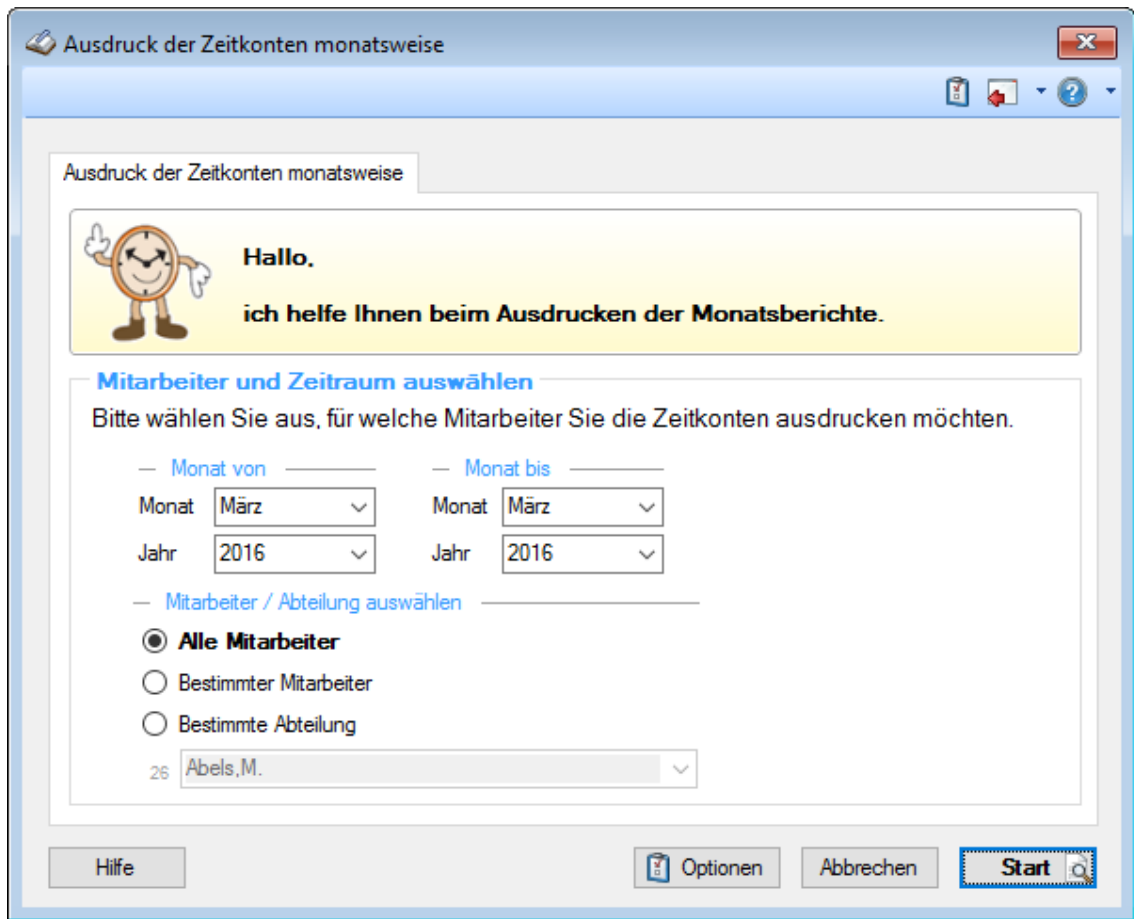 Ausdruck der Zeitkonten monatsweise
Ausdruck der Zeitkonten monatsweise
Hallo,
ich helfe Ihnen beim Ausdrucken der Monatsberichte.
Mitarbeiter und Zeitraum auswählen
Bitte wählen Sie aus, für welche Mitarbeiter Sie die Zeitkonten ausdrucken möchten.
Monat von Monat bis
Monat März Monat März
Jahr 2016 Jahr 2016
Mitarbeiter / Abteilung auswählen
Alle Mitarbeiter
Bestimmter Mitarbeiter
Bestimmte Abteilung
26 Abels,M.
Hilfe Optionen Abbrechen Start